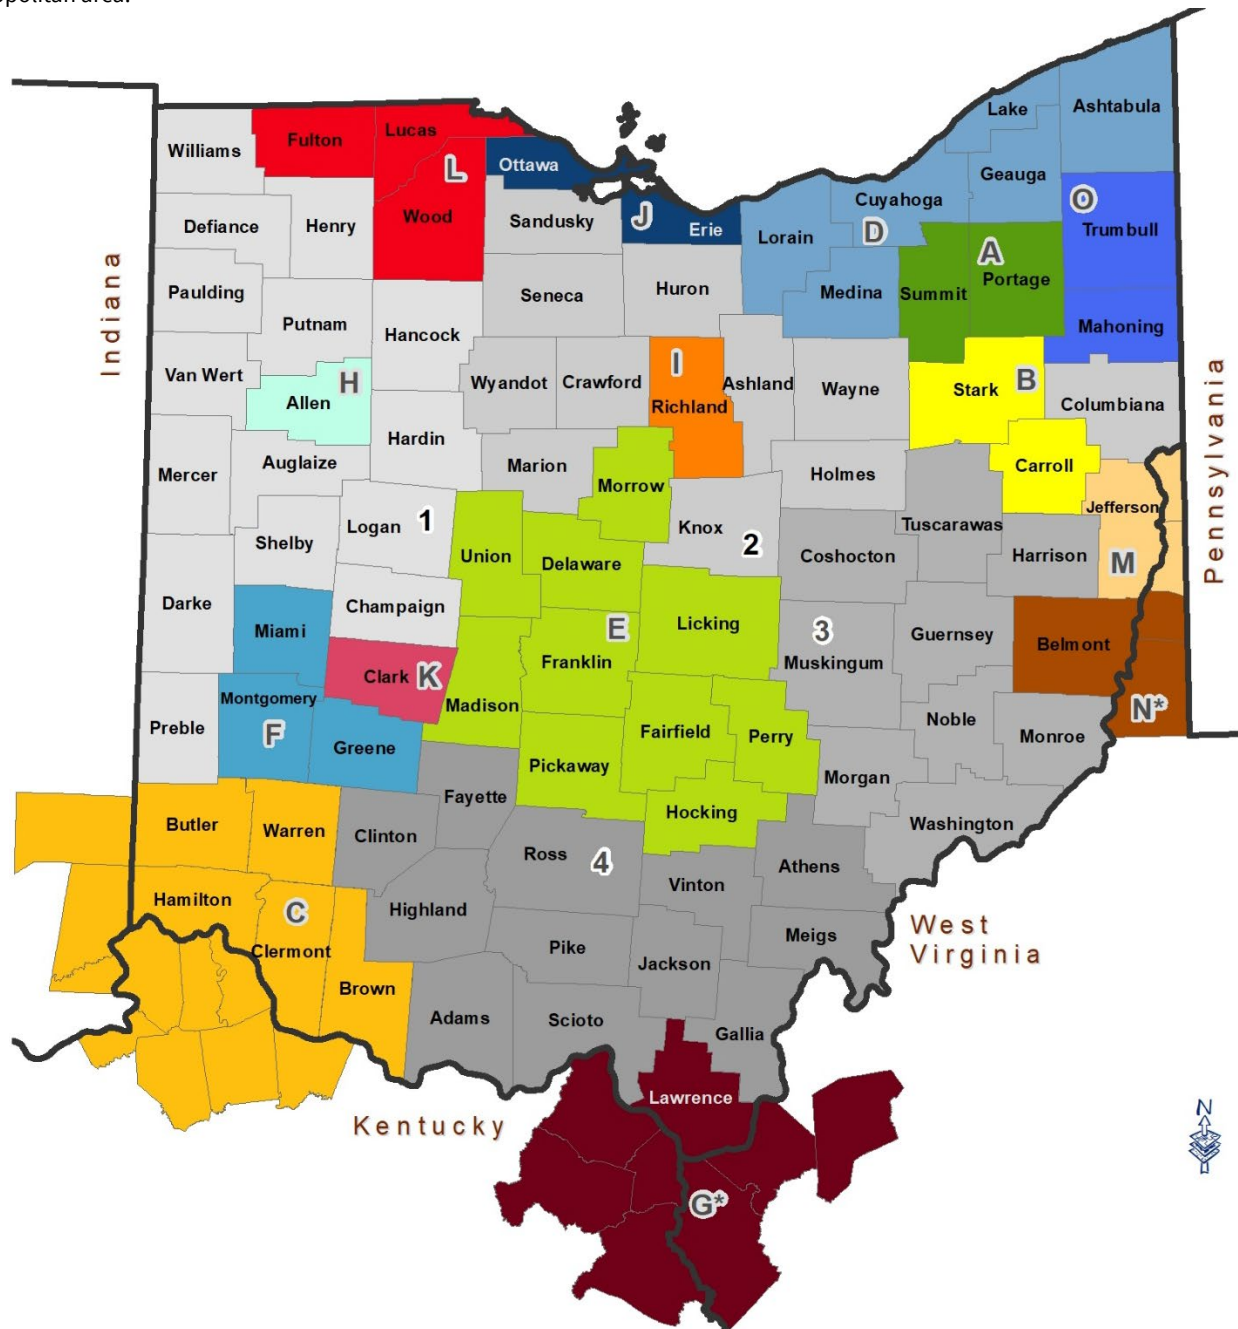 opolitan area.
Lake
Ashtabula
Fulton
Lucas
Williams
L
Ottawa
Geauga
Cuyahoga
O
Wood
Sandusky
J
Erie
Defiance
Henry
Lorain
D
A
Trumbull
Indiana
Paulding
Seneca
Huron
Medina
Summit
Portage
Putnam
Hancock
Mahoning
Van Wert
H
Allen
Wyandot
Crawford
I
Richland
Ashland
Wayne
Stark
B
Columbiana
Pennsylvania
Mercer
Auglaize
Hardin
Marion
Morrow
Holmes
Carroll
Jefferson
Logan
1
Knox
2
Tuscarawas
Shelby
Union
Delaware
Coshocton
Harrison
M
Darke
Miami
Champaign
E
Licking
3
Muskingum
Guernsey
Belmont
Clark
K
Franklin
Montgomery
Madison
N*
Preble
F
Greene
Fairfield
Perry
Noble
Monroe
Pickaway
Morgan
Fayette
Hocking
Washington
Butler
Warren
Clinton
Ross
4
Athens
Vinton
Hamilton
C
Highland
West
Virginia
Clermont
Pike
Meigs
Brown
Jackson
Adams
Scioto
Gallia
Lawrence
Kentucky
N
G*